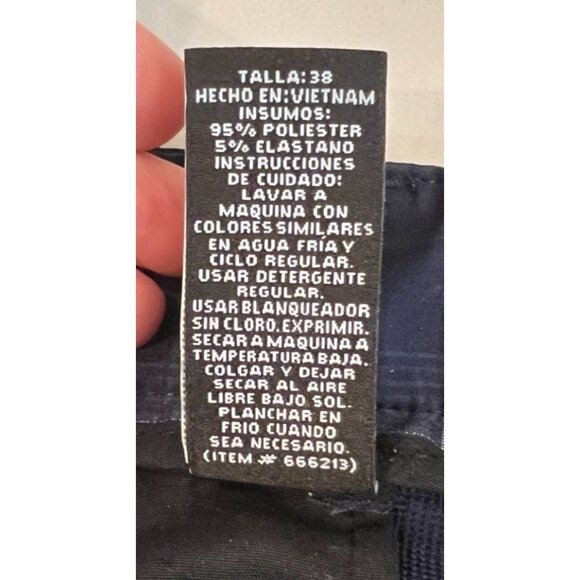 TALLA:38
HECHO EN:VIETNAM
INSUMOS:
95% POLIESTER
5% ELASTANO
INSTRUCCIONES
DE CUIDADO:
LAVAR A
MAQUINA CON
COLORES SIMILARES
EN AGUA FRÍA Y
CICLO REGULAR.
USAR DETERGENTE
REGULAR.
USAR BLANQUEADOR
SIN CLORO. EXPRIMIR.
SECAR A MAQUINA A
TEMPERATURA BAJA.
COLGAR Y DEJAR
SECAR AL AIRE
LIBRE BAJO SOL.
PLANCHAR EN
FRIO CUANDO
SEA NECESARIO.
(ITEM # 666213)